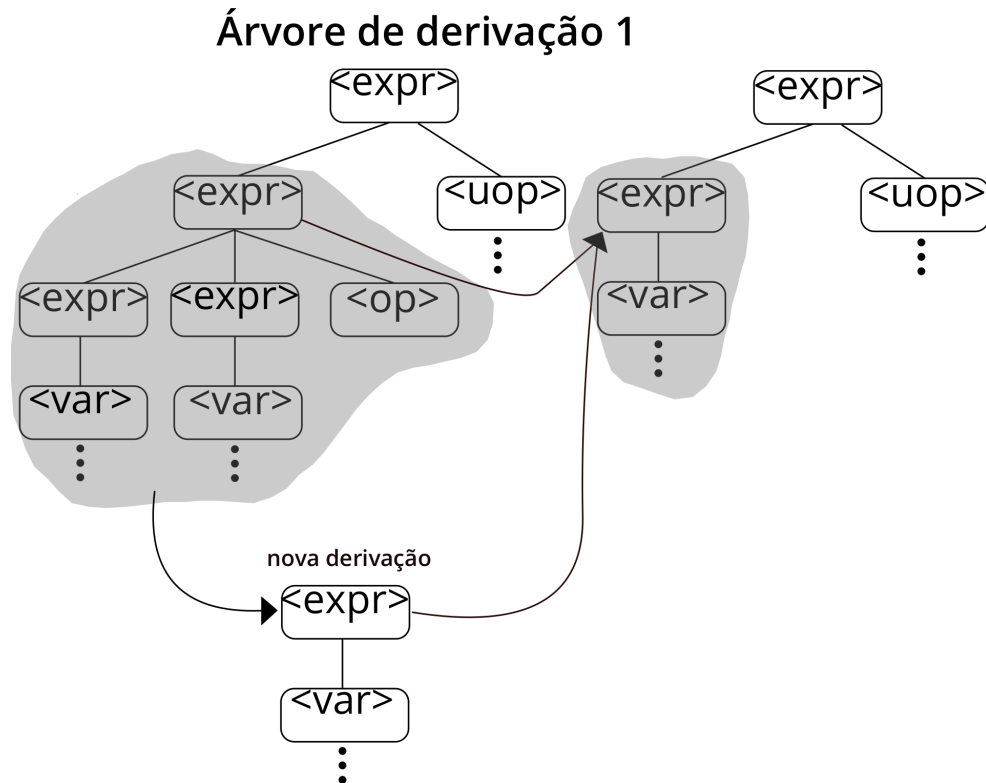 Árvore de derivação 1
<expr>
<expr>
<expr>
<uop>
<expr>
<uop>
<expr>
<expr>
<op>
<var>
<var>
<var>
nova derivação
<expr>
<var>